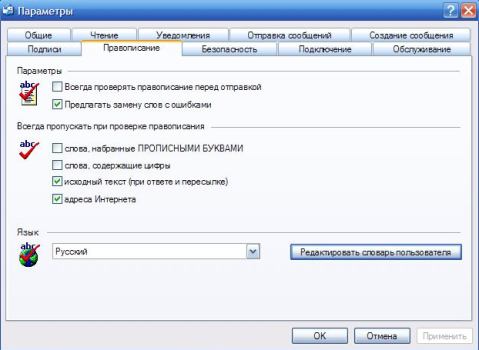 Параметры
Общие Чтение Уведомления Отправка сообщений Создание сообщения
Подписи Правописание Безопасность Подключение Обслуживание
Параметры
abc
Всегда проверять правописание перед отправкой
Предлагать замену слов с ошибками
Всегда пропускать при проверке правописания
abc
слова, набранные ПРОПИСНЫМИ БУКВАМИ
слова, содержащие цифры
исходный текст (при ответе и пересылке)
адреса Интернета
Язык
abc
Русский Редактировать словарь пользователя
OK Отмена Применить